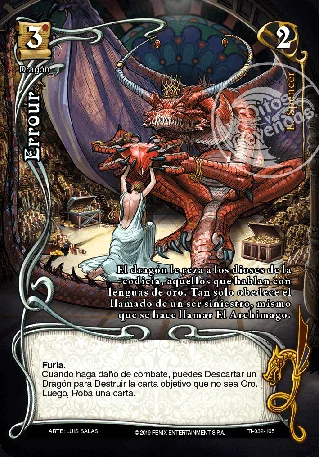 3
2
Dragón
Errour
Mitos y
Leyendas
El dragón le reza a los dioses de la
codicia, aquellos que hablan con
lenguas de oro. Tan solo obedece el
llamado de un ser siniestro, mismo
que se hace llamar El Archimago.
Furia.
Cuando haga daño de combate, puedes Descartar un
Dragón para Destruir la carta objetivo que no sea Oro.
Luego, Roba una carta.
ARTE: LUIS SALAS
©2019 FENIX ENTERTAINMENT S.P.A.